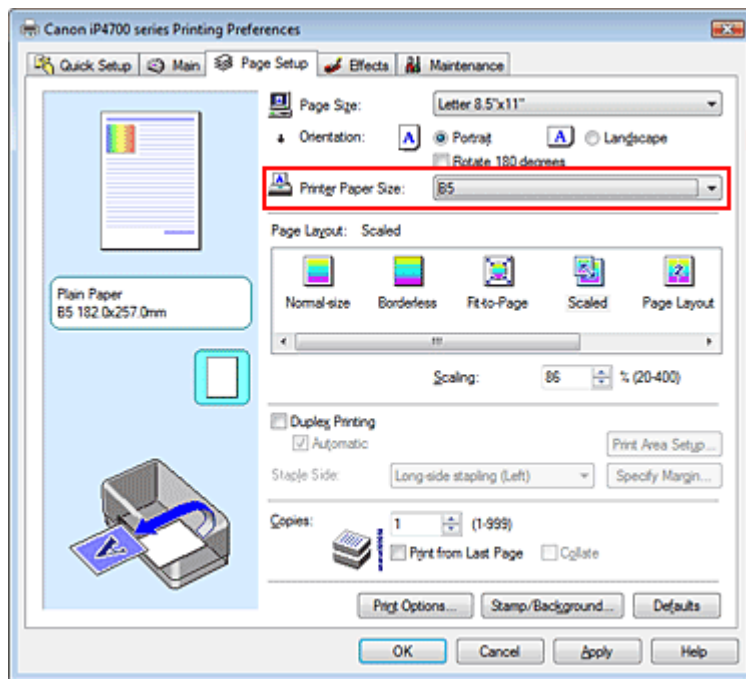 Canon iP4700 series Printing Preferences
Quick Setup Main Page Setup Effects Maintenance
Page Size: Letter 8.5"x11"
Orientation: A Portrait A Landscape
Rotate 180 degrees
Printer Paper Size: B5
Page Layout: Scaled
Normal-size Borderless Fit-to-Page Scaled Page Layout
Plain Paper
B5 182.0x257.0mm
Scaling: 86 % (20-400)
Duplex Printing
Automatic Print Area Setup...
Staple Side: Long-side stapling (Left) Specify Margin...
Copies: 1 (1-999)
Print from Last Page Collate
Print Options... Stamp/Background... Defaults
OK Cancel Apply Help